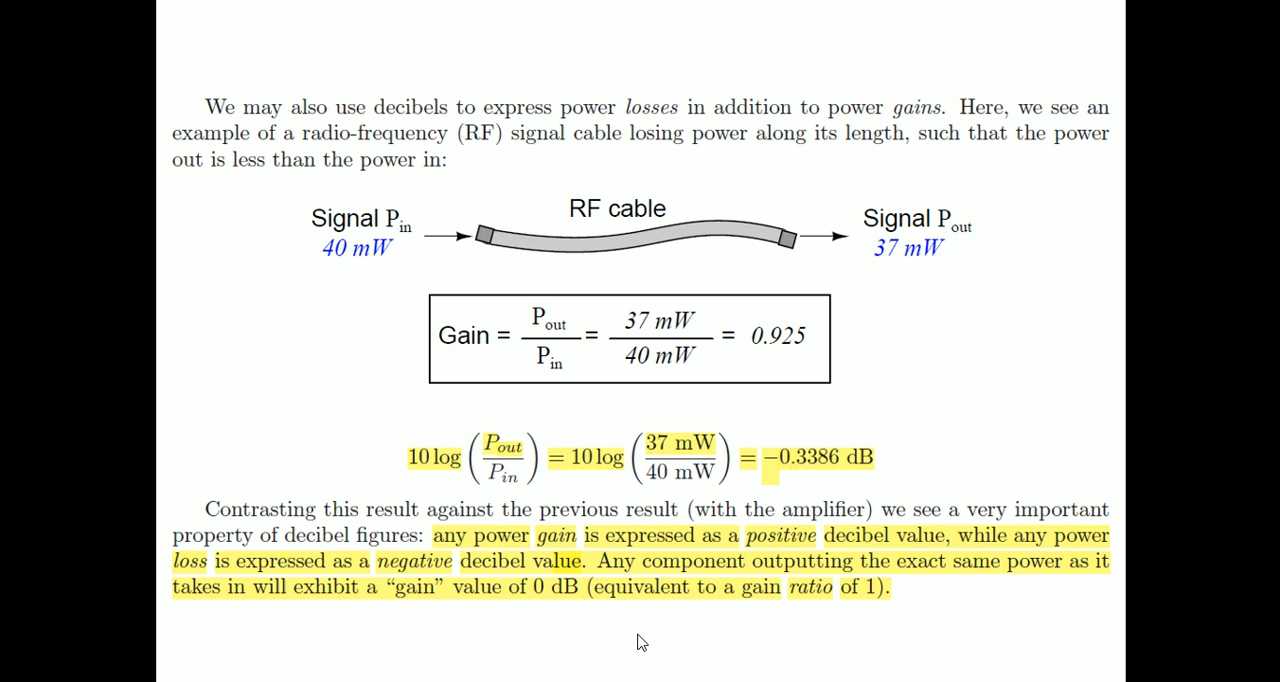 We may also use decibels to express power losses in addition to power gains. Here, we see an
example of a radio-frequency (RF) signal cable losing power along its length, such that the power
out is less than the power in:
RF cable
Signal Pin
Signal Pout
40 mW
37 mW
Gain = Pout / Pin = 37 mW / 40 mW = 0.925
10 log (Pout / Pin) = 10 log (37 mW / 40 mW) = −0.3386 dB
Contrasting this result against the previous result (with the amplifier) we see a very important
property of decibel figures: any power gain is expressed as a positive decibel value, while any power
loss is expressed as a negative decibel value. Any component outputting the exact same power as it
takes in will exhibit a “gain” value of 0 dB (equivalent to a gain ratio of 1).